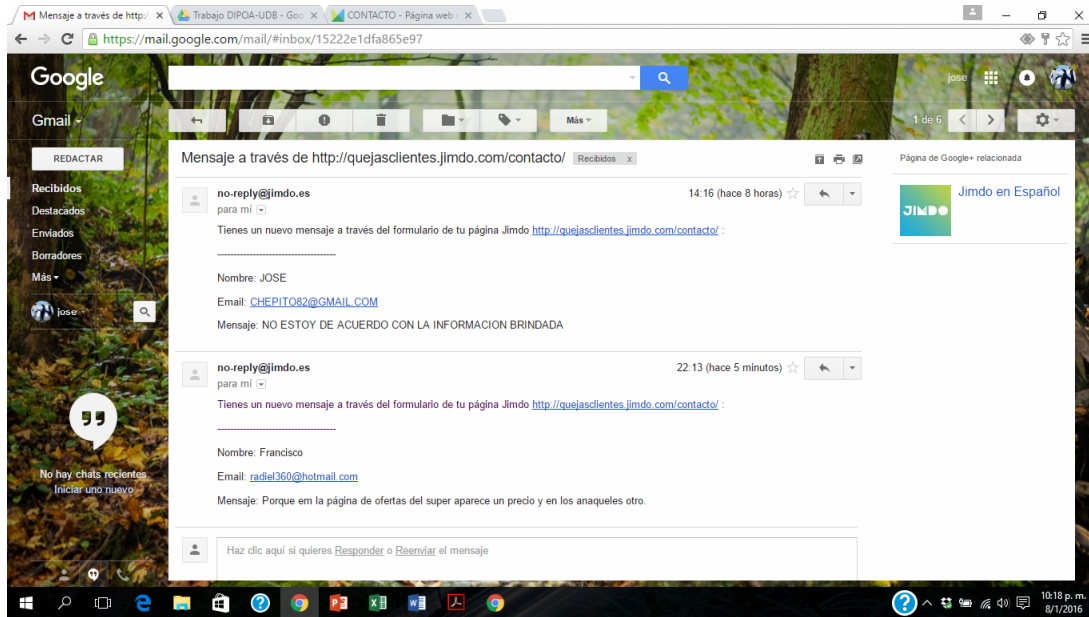 Mensaje a través de http:/
Trabajo DIPOA-UDB - Goo
CONTACTO - Página web
https://mail.google.com/mail/#inbox/15222e1dfa865e97
Google
jose
Gmail
Más
1 de 6
REDACTAR
Mensaje a través de http://quejasclientes.jimdo.com/contacto/ Recibidos x
Página de Google+ relacionada
Recibidos
Destacados
Enviados
Borradores
Más
jose
no-reply@jimdo.es
14:16 (hace 8 horas)
para mí
Jimdo en Español
JIMDO
Tienes un nuevo mensaje a través del formulario de tu página Jimdo http://quejasclientes.jimdo.com/contacto/ :
------------------------------------
Nombre: JOSE
Email: CHEPITO82@GMAIL.COM
Mensaje: NO ESTOY DE ACUERDO CON LA INFORMACION BRINDADA
no-reply@jimdo.es
22:13 (hace 5 minutos)
para mí
Tienes un nuevo mensaje a través del formulario de tu página Jimdo http://quejasclientes.jimdo.com/contacto/ :
------------------------------------
Nombre: Francisco
Email: radiel360@hotmail.com
Mensaje: Porque em la página de ofertas del super aparece un precio y en los anaqueles otro.
No hay chats recientes
Iniciar uno nuevo
Haz clic aquí si quieres Responder o Reenviar el mensaje
10:18 p. m.
8/1/2016